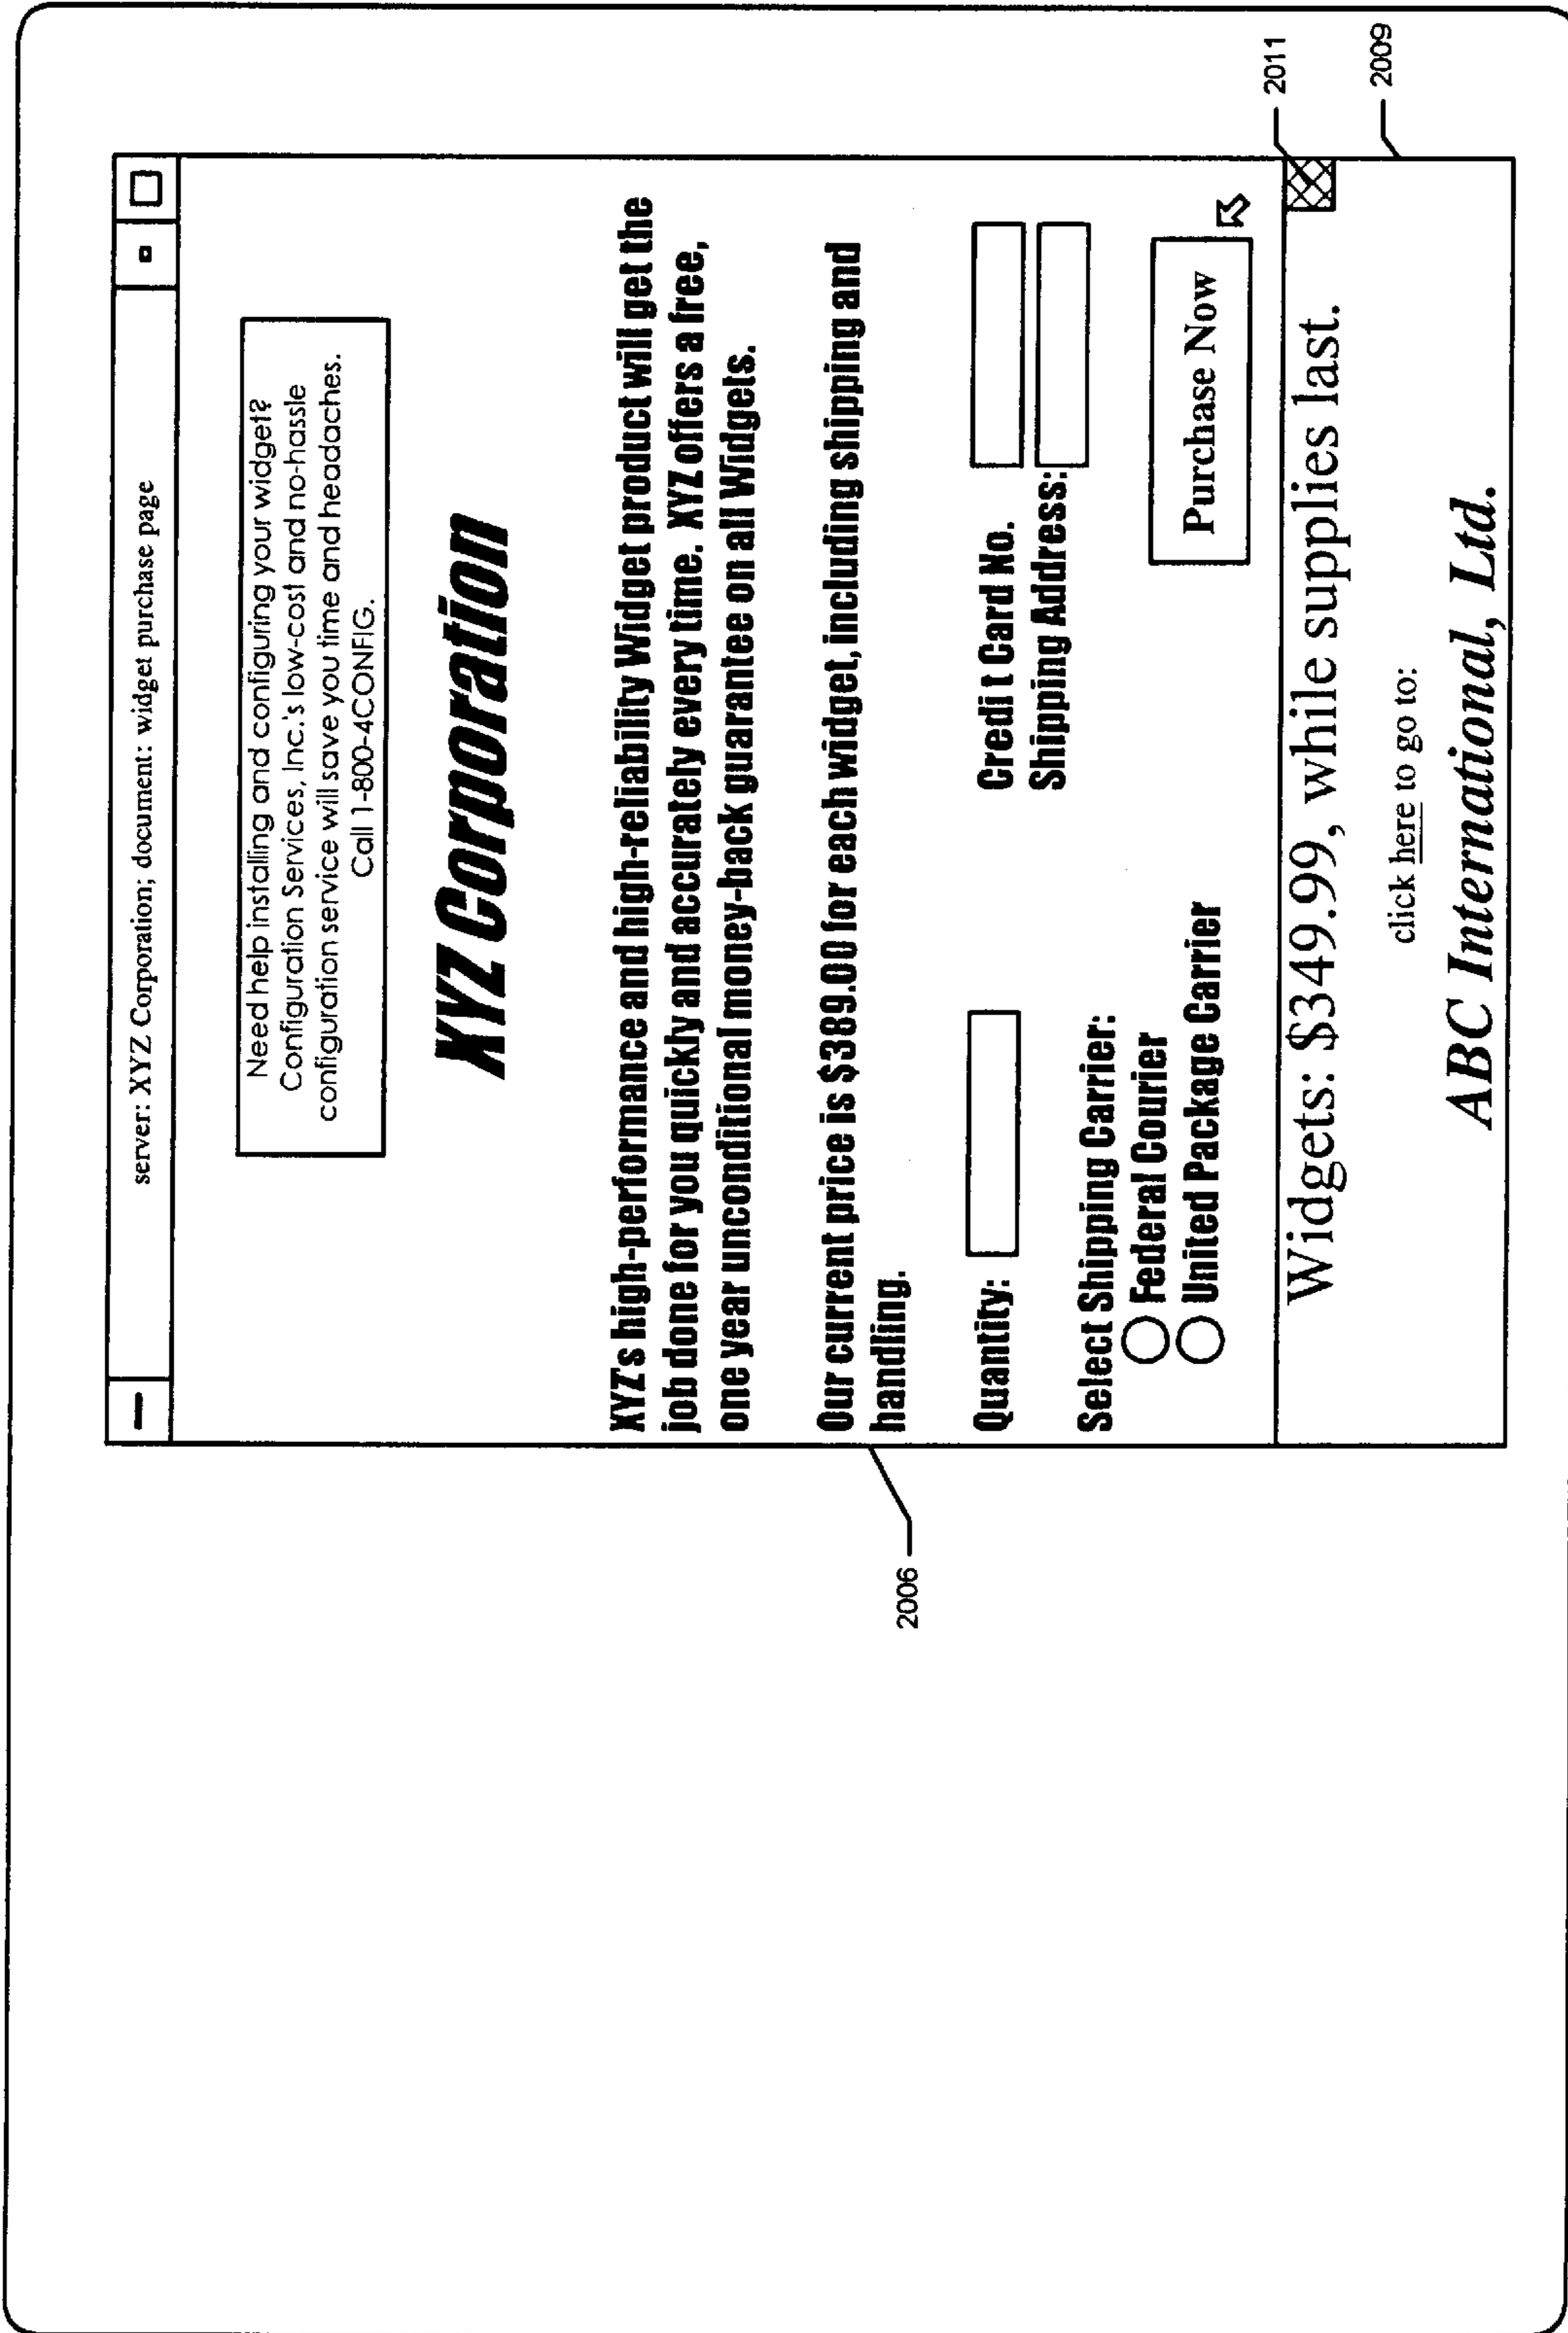 server: XYZ Corporation; document: widget purchase page
Need help installing and configuring your widget?
Configuration Services, Inc.'s low-cost and no-hassle
configuration service will save you time and headaches.
Call 1-800-4CONFIG.
XYZ Corporation
XYZ's high-performance and high-reliability Widget product will get the
job done for you quickly and accurately every time. XYZ offers a free,
one year unconditional money-back guarantee on all Widgets.
Our current price is $389.00 for each widget, including shipping and
handling.
Quantity:
Credit Card No.
Shipping Address:
Select Shipping Carrier:
Federal Courier
United Package Carrier
Purchase Now
Widgets: $349.99, while supplies last.
click here to go to:
ABC International, Ltd.
2006
2011
2009